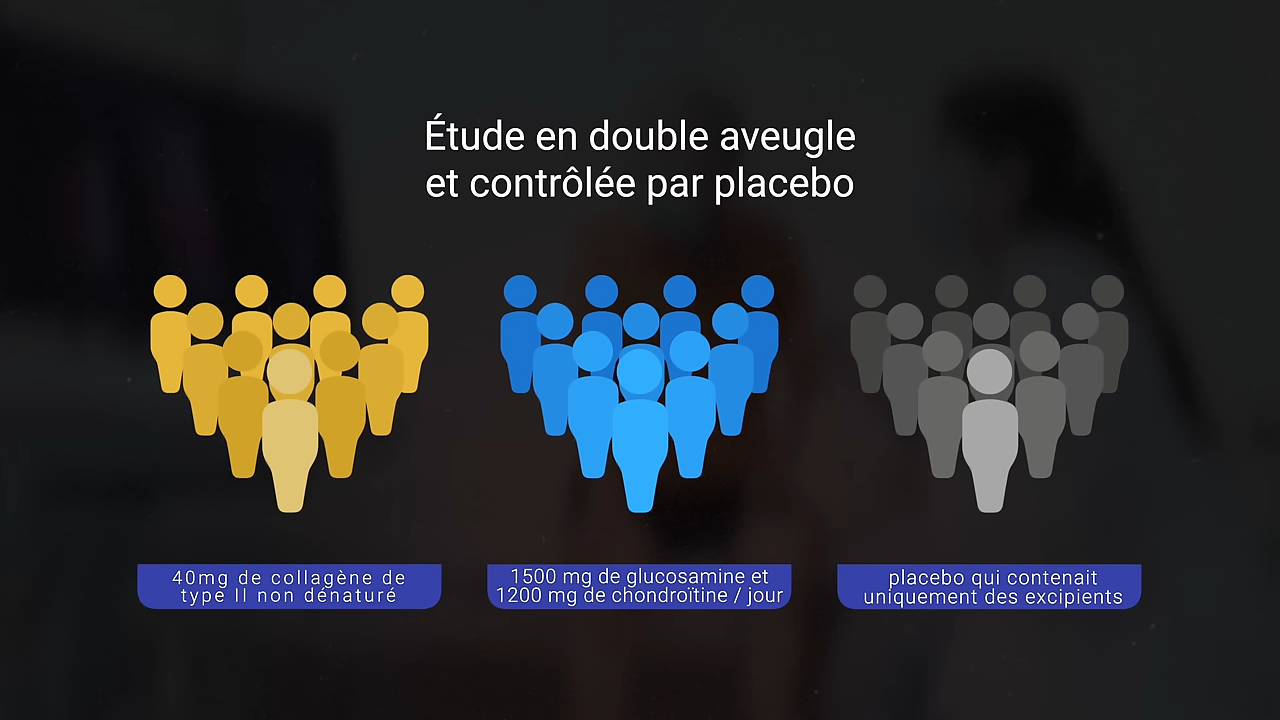 Étude en double aveugle
et contrôlée par placebo
40mg de collagène de
type II non dénaturé
1500 mg de glucosamine et
1200 mg de chondroïtine / jour
placebo qui contenait
uniquement des excipients